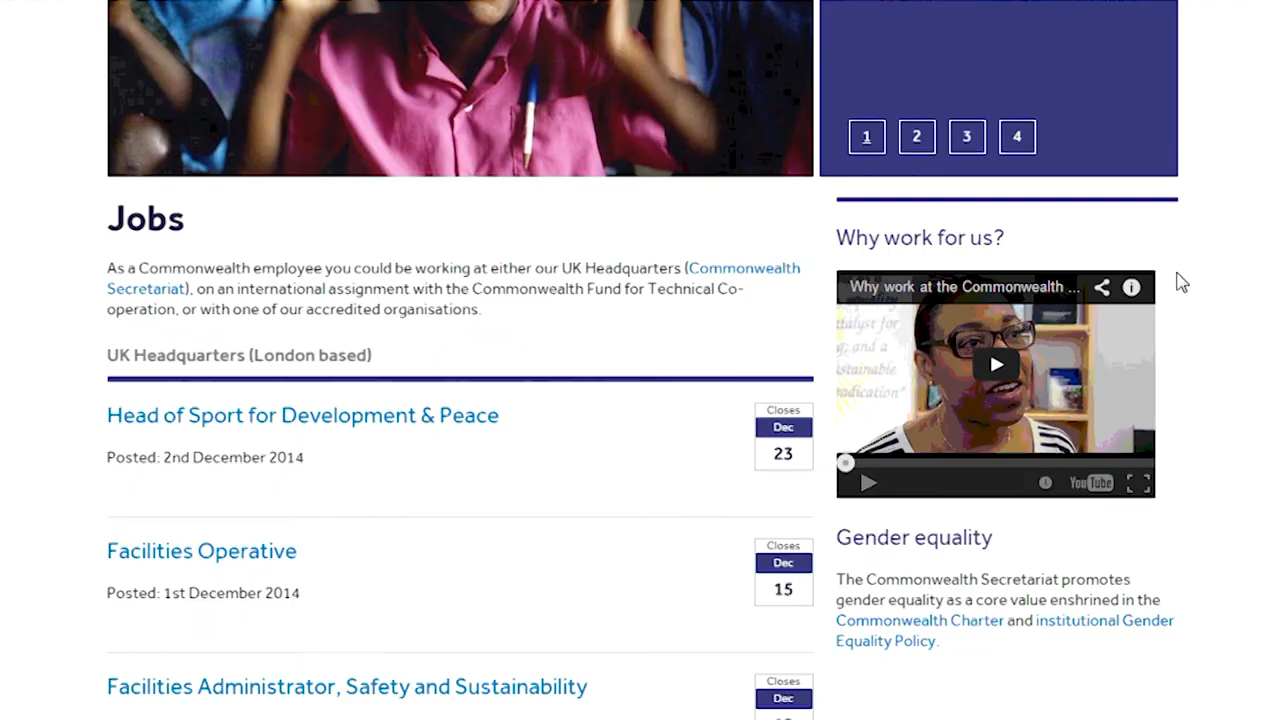 1 2 3 4
Jobs
As a Commonwealth employee you could be working at either our UK Headquarters (Commonwealth
Secretariat), on an international assignment with the Commonwealth Fund for Technical Co-
operation, or with one of our accredited organisations.
UK Headquarters (London based)
Head of Sport for Development & Peace
Posted: 2nd December 2014
Closes
Dec
23
Facilities Operative
Posted: 1st December 2014
Closes
Dec
15
Facilities Administrator, Safety and Sustainability
Closes
Dec
Why work for us?
Why work at the Commonwealth ...
YouTube
Gender equality
The Commonwealth Secretariat promotes
gender equality as a core value enshrined in the
Commonwealth Charter and institutional Gender
Equality Policy.